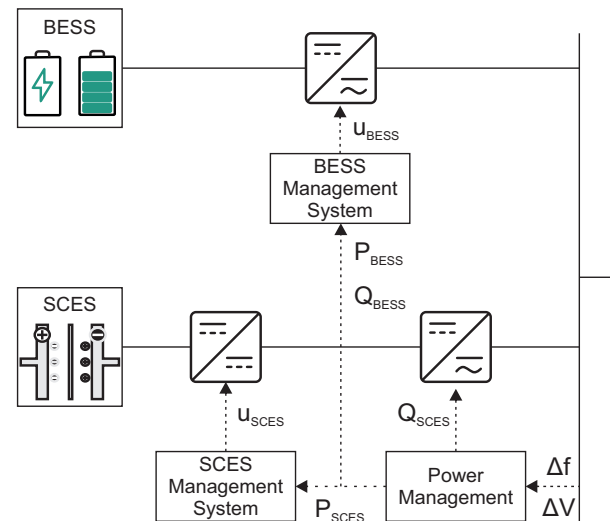 BESS
u_BESS
BESS
Management
System
P_BESS
Q_BESS
SCES
u_SCES
Q_SCES
SCES
Management
System
P_SCES
Power
Management
Δf
ΔV